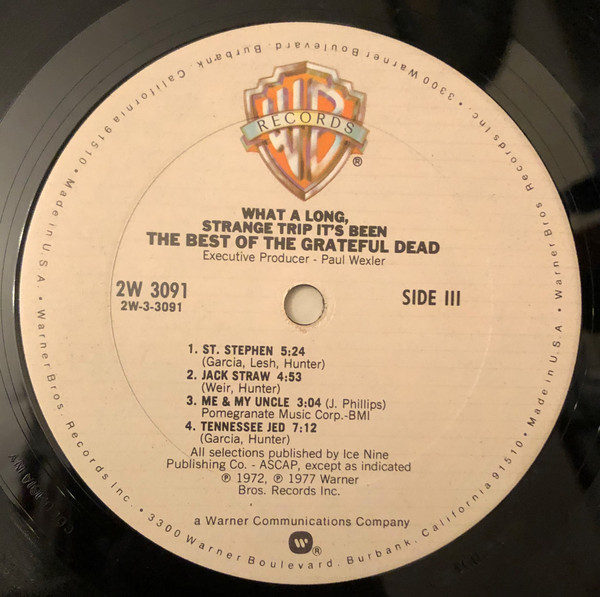 WB
RECORDS
®
WHAT A LONG,
STRANGE TRIP IT'S BEEN
THE BEST OF THE GRATEFUL DEAD
Executive Producer - Paul Wexler
2W 3091
2W-3-3091
SIDE III
1. ST. STEPHEN 5:24
(Garcia, Lesh, Hunter)
2. JACK STRAW 4:53
(Weir, Hunter)
3. ME & MY UNCLE 3:04 (J. Phillips)
Pomegranate Music Corp.-BMI
4. TENNESSEE JED 7:12
(Garcia, Hunter)
All selections published by Ice Nine
Publishing Co. - ASCAP, except as indicated
℗ 1972, ℗ 1977 Warner
Bros. Records Inc.
a Warner Communications Company
®
Warner Bros. Records Inc. • 3300 Warner Boulevard, Burbank, California 91510 • Made in U.S.A. • Warner Bros. Records Inc. • 3300 Warner Boulevard, Burbank, California 91510 • Made in U.S.A. •